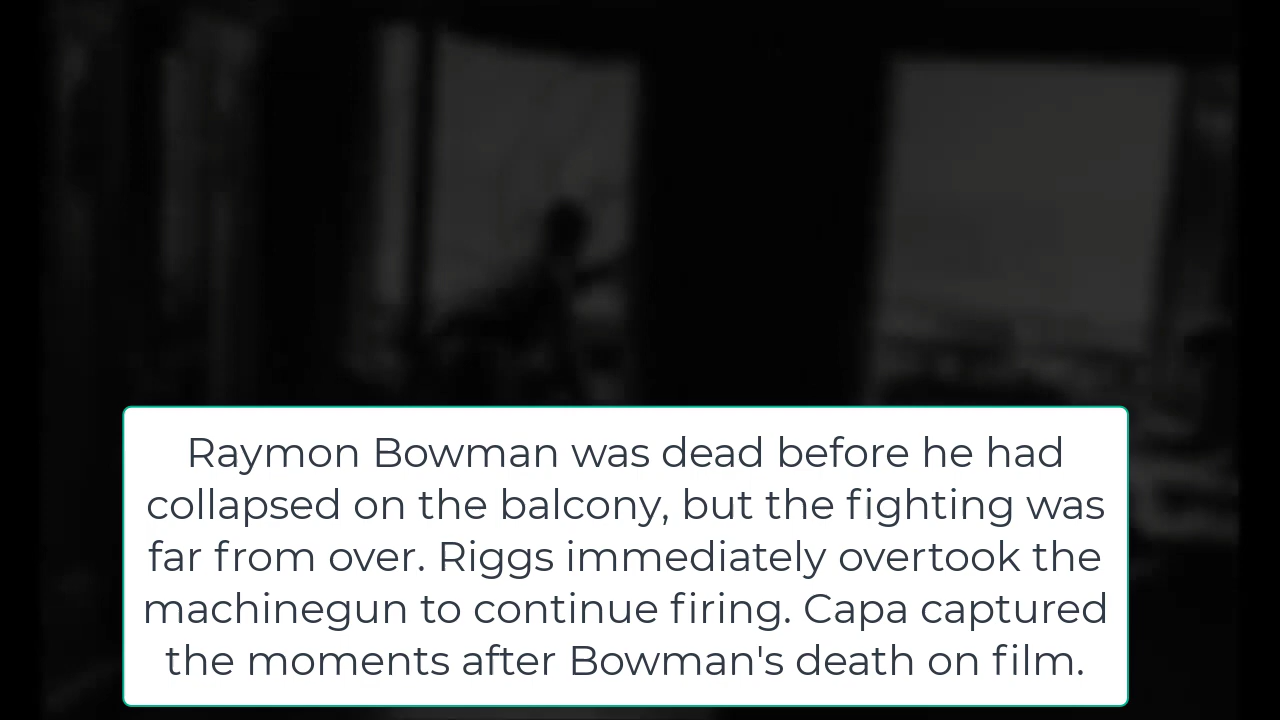 Raymon Bowman was dead before he had
collapsed on the balcony, but the fighting was
far from over. Riggs immediately overtook the
machinegun to continue firing. Capa captured
the moments after Bowman's death on film.